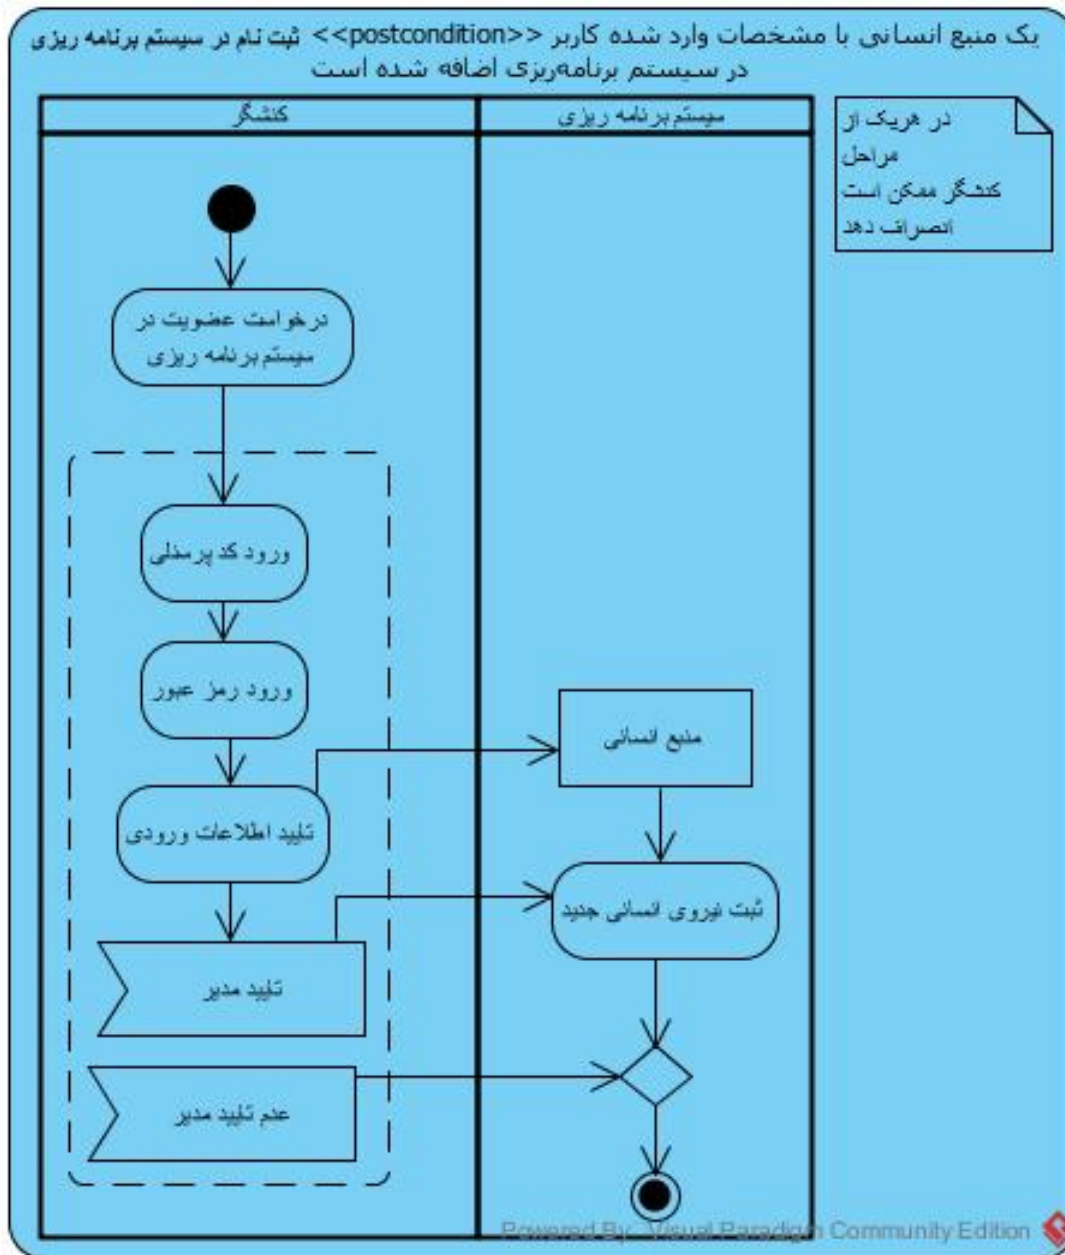 ثبت نام در سیستم برنامه ریزی <<postcondition>> یک منبع انسانی با مشخصات وارد شده کاربر
در سیستم برنامه‌ریزی اضافه شده است
کنشگر
سیستم برنامه ریزی
در هریک از
مراحل
کنشگر ممکن است
انصراف دهد
درخواست عضویت در
سیستم برنامه ریزی
ورود کد پرسنلی
ورود رمز عبور
منبع انسانی
تایید اطلاعات ورودی
ثبت نیروی انسانی جدید
تایید مدیر
عدم تایید مدیر
Powered By Visual Paradigm Community Edition